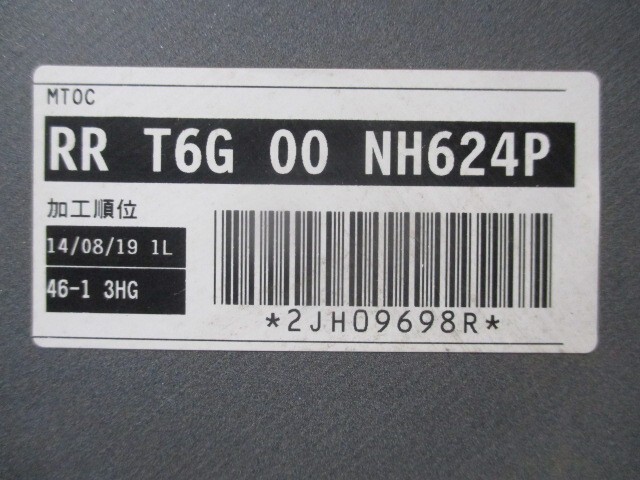 MTOC
RR T6G 00 NH624P
加工順位
14/08/19 1L
46-1 3HG
*2JH09698R*